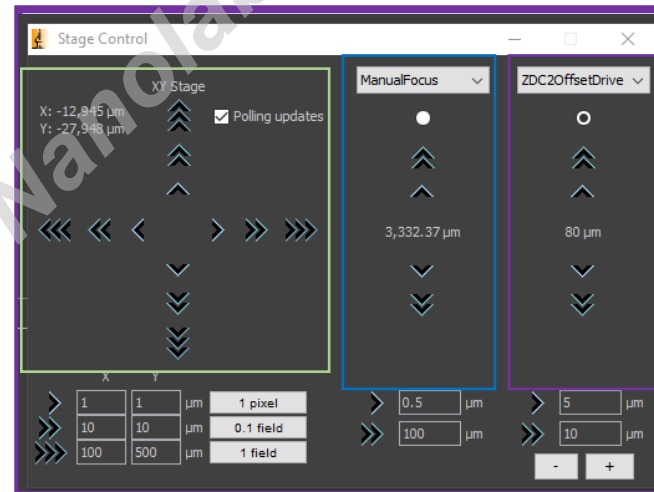 Stage Control
XY Stage
X: -12,945 µm
Y: -27,948 µm
Polling updates
ManualFocus
ZDC2OffsetDrive
3,332.37 µm
80 µm
X Y
1 1 µm 1 pixel
10 10 µm 0.1 field
100 500 µm 1 field
0.5 µm
100 µm
5 µm
10 µm
- +
Nanolab